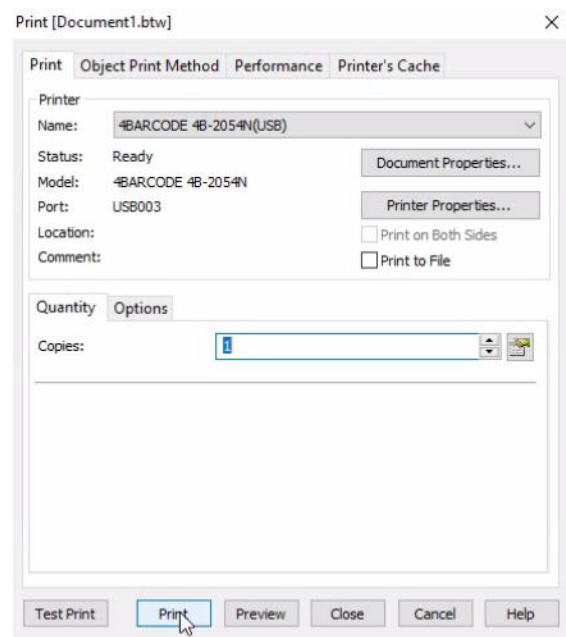 Print [Document1.btw]
Print Object Print Method Performance Printer's Cache
Printer
Name: 4BARCODE 4B-2054N(USB)
Status: Ready
Document Properties...
Model: 4BARCODE 4B-2054N
Port: USB003
Printer Properties...
Location:
Print on Both Sides
Comment:
Print to File
Quantity Options
Copies: 1
Test Print Print Preview Close Cancel Help